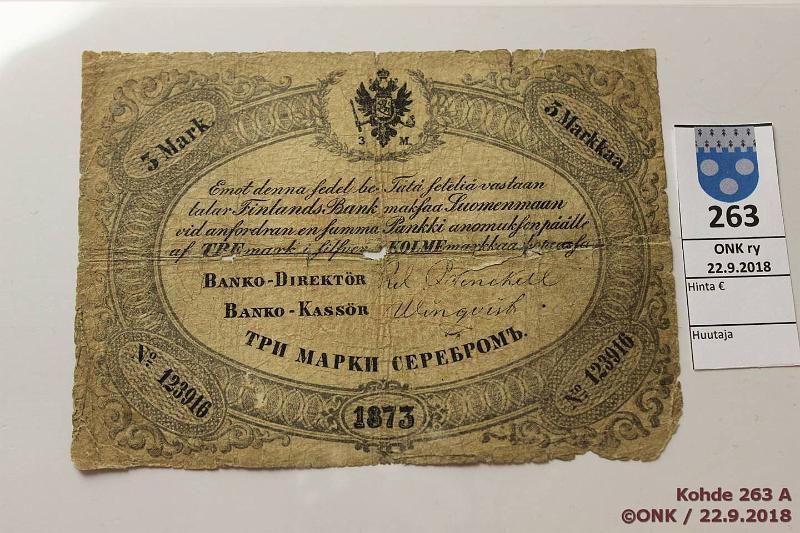 3 Mark
3 Markkaa
3 M.
Emot denna sedel be- Tätä seteliä vastaan
talar Finlands Bank maksaa Suomenmaan
vid anfordran en summa Pankki anomuksen päälle
af TRE mark i silfver KOLME markkaa
BANKO-DIREKTÖR
BANKO-KASSÖR
ТРИ МАРКИ СЕРЕБРОМЪ.
No 123916
No 123916
1873
263
ONK ry
22.9.2018
Hinta €
Huutaja
Kohde 263 A
©ONK / 22.9.2018